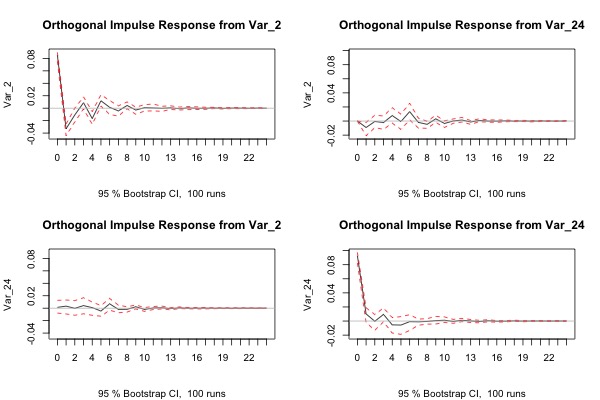 Orthogonal Impulse Response from Var_2
Var_2
0.08
0.02
-0.04
0 2 4 6 8 10 13 16 19 22
95 % Bootstrap CI, 100 runs
Orthogonal Impulse Response from Var_24
Var_2
0.08
0.04
-0.02
0 2 4 6 8 10 13 16 19 22
95 % Bootstrap CI, 100 runs
Orthogonal Impulse Response from Var_2
Var_24
0.08
0.02
-0.04
0 2 4 6 8 10 13 16 19 22
95 % Bootstrap CI, 100 runs
Orthogonal Impulse Response from Var_24
Var_24
0.08
0.04
-0.02
0 2 4 6 8 10 13 16 19 22
95 % Bootstrap CI, 100 runs